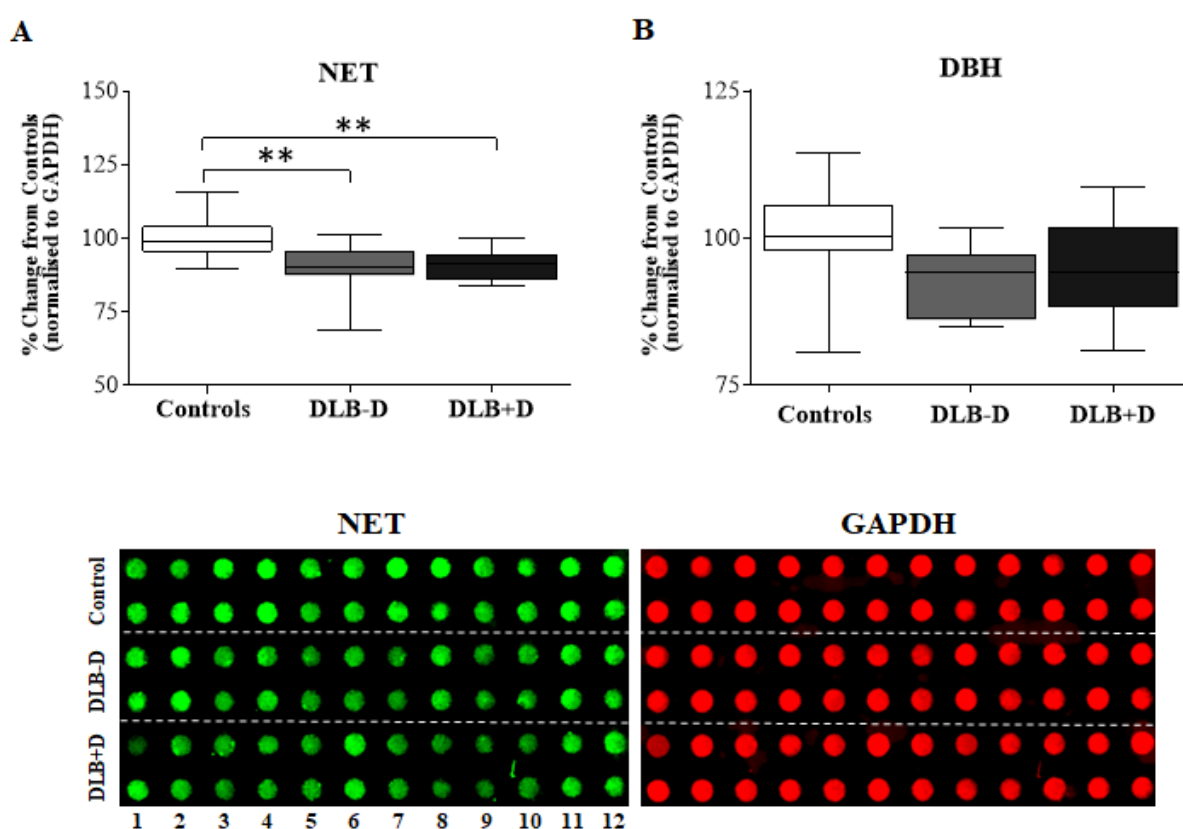 A
B
NET
DBH
% Change from Controls
(normalised to GAPDH)
150
125
100
75
50
**
**
Controls
DLB-D
DLB+D
% Change from Controls
(normalised to GAPDH)
125
100
75
Controls
DLB-D
DLB+D
NET
GAPDH
Control
DLB-D
DLB+D
1 2 3 4 5 6 7 8 9 10 11 12